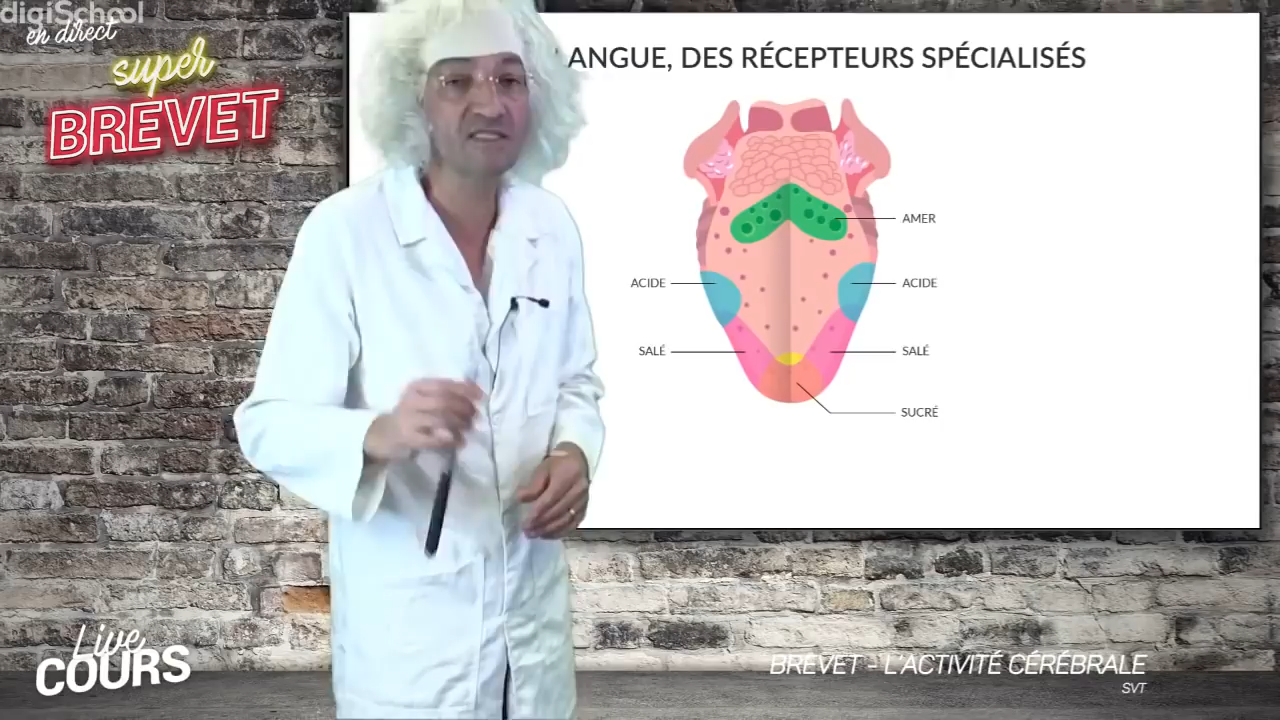 digiSchool
en direct
super
BREVET
ANGUE, DES RÉCEPTEURS SPÉCIALISÉS
AMER
ACIDE
ACIDE
SALÉ
SALÉ
SUCRÉ
Live
COURS
BREVET - L'ACTIVITÉ CÉRÉBRALE
SVT